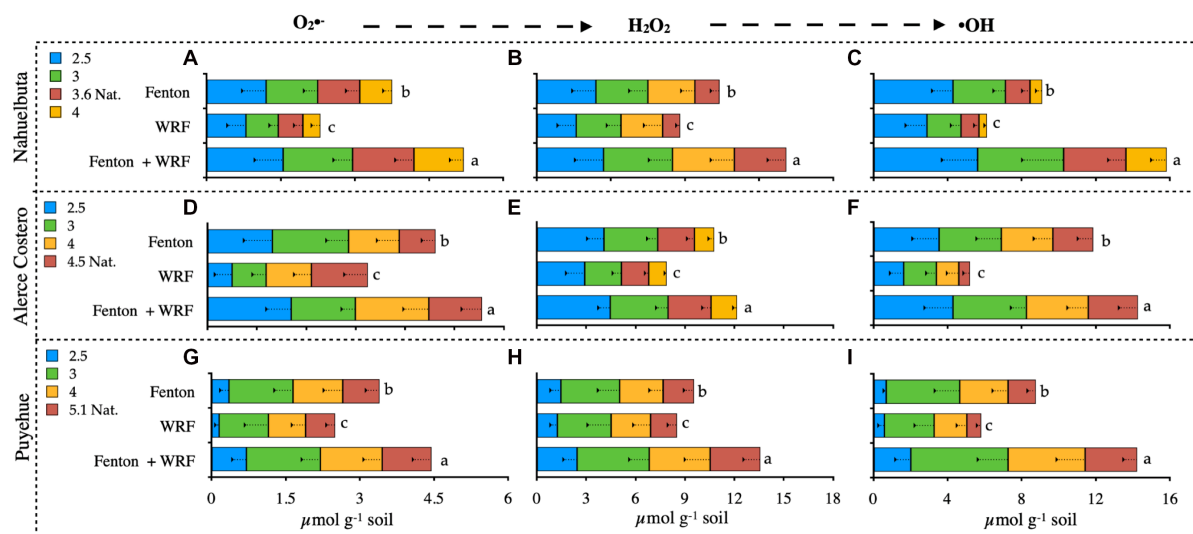 O₂•- H₂O₂ •OH
Nahuelbuta
2.5
3
3.6 Nat.
4
A B C
Fenton b b b
WRF c c c
Fenton + WRF a a a
Alerce Costero
2.5
3
4
4.5 Nat.
D E F
Fenton b b b
WRF c c c
Fenton + WRF a a a
Puyehue
2.5
3
4
5.1 Nat.
G H I
Fenton b b b
WRF c c c
Fenton + WRF a a a
0 1.5 3 4.5 6 0 3 6 9 12 15 18 0 4 8 12 16
µmol g⁻¹ soil µmol g⁻¹ soil µmol g⁻¹ soil